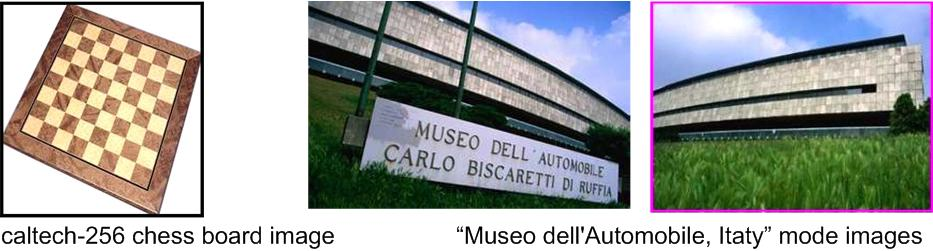 MUSEO DELL'AUTOMOBILE
CARLO BISCARETTI DI RUFFIA
caltech-256 chess board image
“Museo dell'Automobile, Itaty” mode images